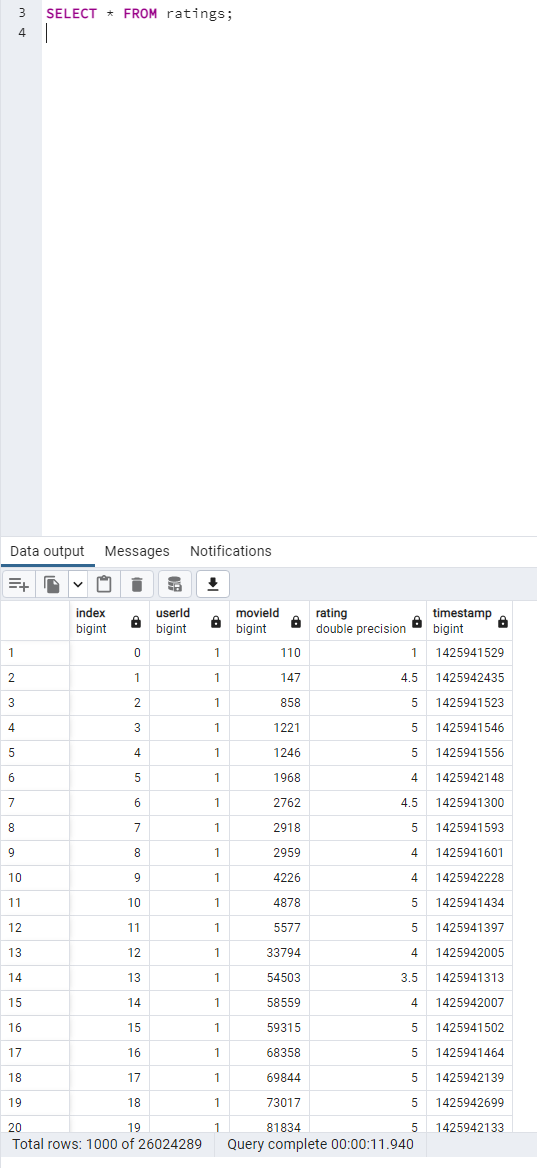 3 SELECT * FROM ratings;
4
Data output Messages Notifications
index userId movieId rating timestamp
bigint bigint bigint double precision bigint
1 0 1 110 1 1425941529
2 1 1 147 4.5 1425942435
3 2 1 858 5 1425941523
4 3 1 1221 5 1425941546
5 4 1 1246 5 1425941556
6 5 1 1968 4 1425942148
7 6 1 2762 4.5 1425941300
8 7 1 2918 5 1425941593
9 8 1 2959 4 1425941601
10 9 1 4226 4 1425942228
11 10 1 4878 5 1425941434
12 11 1 5577 5 1425941397
13 12 1 33794 4 1425942005
14 13 1 54503 3.5 1425941313
15 14 1 58559 4 1425942007
16 15 1 59315 5 1425941502
17 16 1 68358 5 1425941464
18 17 1 69844 5 1425942139
19 18 1 73017 5 1425942699
20 19 1 81834 5 1425942133
Total rows: 1000 of 26024289 Query complete 00:00:11.940